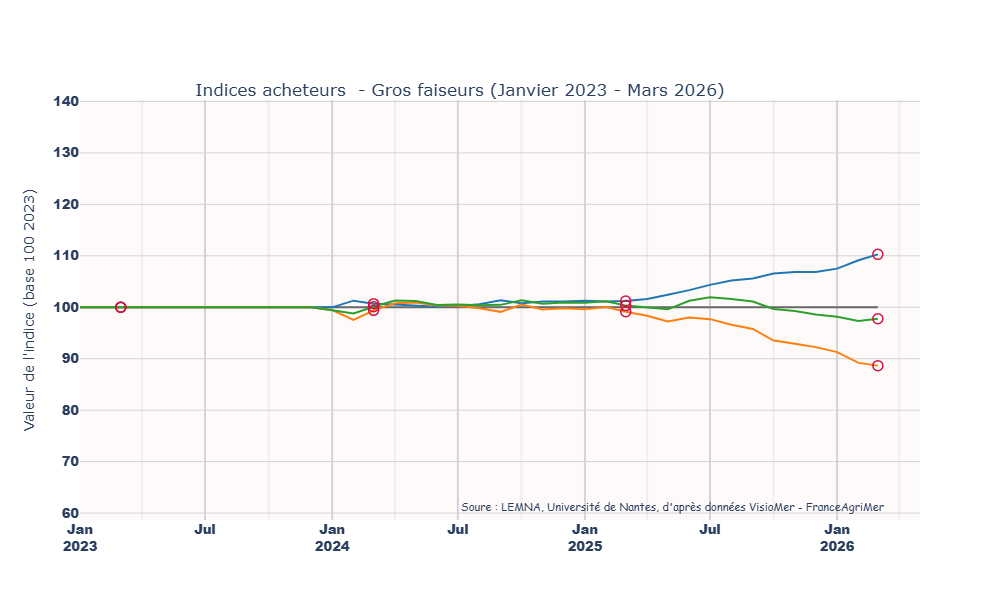 Indices acheteurs  - Gros faiseurs (Janvier 2023 - Mars 2026)
Valeur de l'indice (base 100 2023)
140
130
120
110
100
90
80
70
60
Soure : LEMNA, Université de Nantes, d'après données VisioMer - FranceAgriMer
Jan Jul Jan Jul Jan Jul Jan
2023 2024 2025 2026